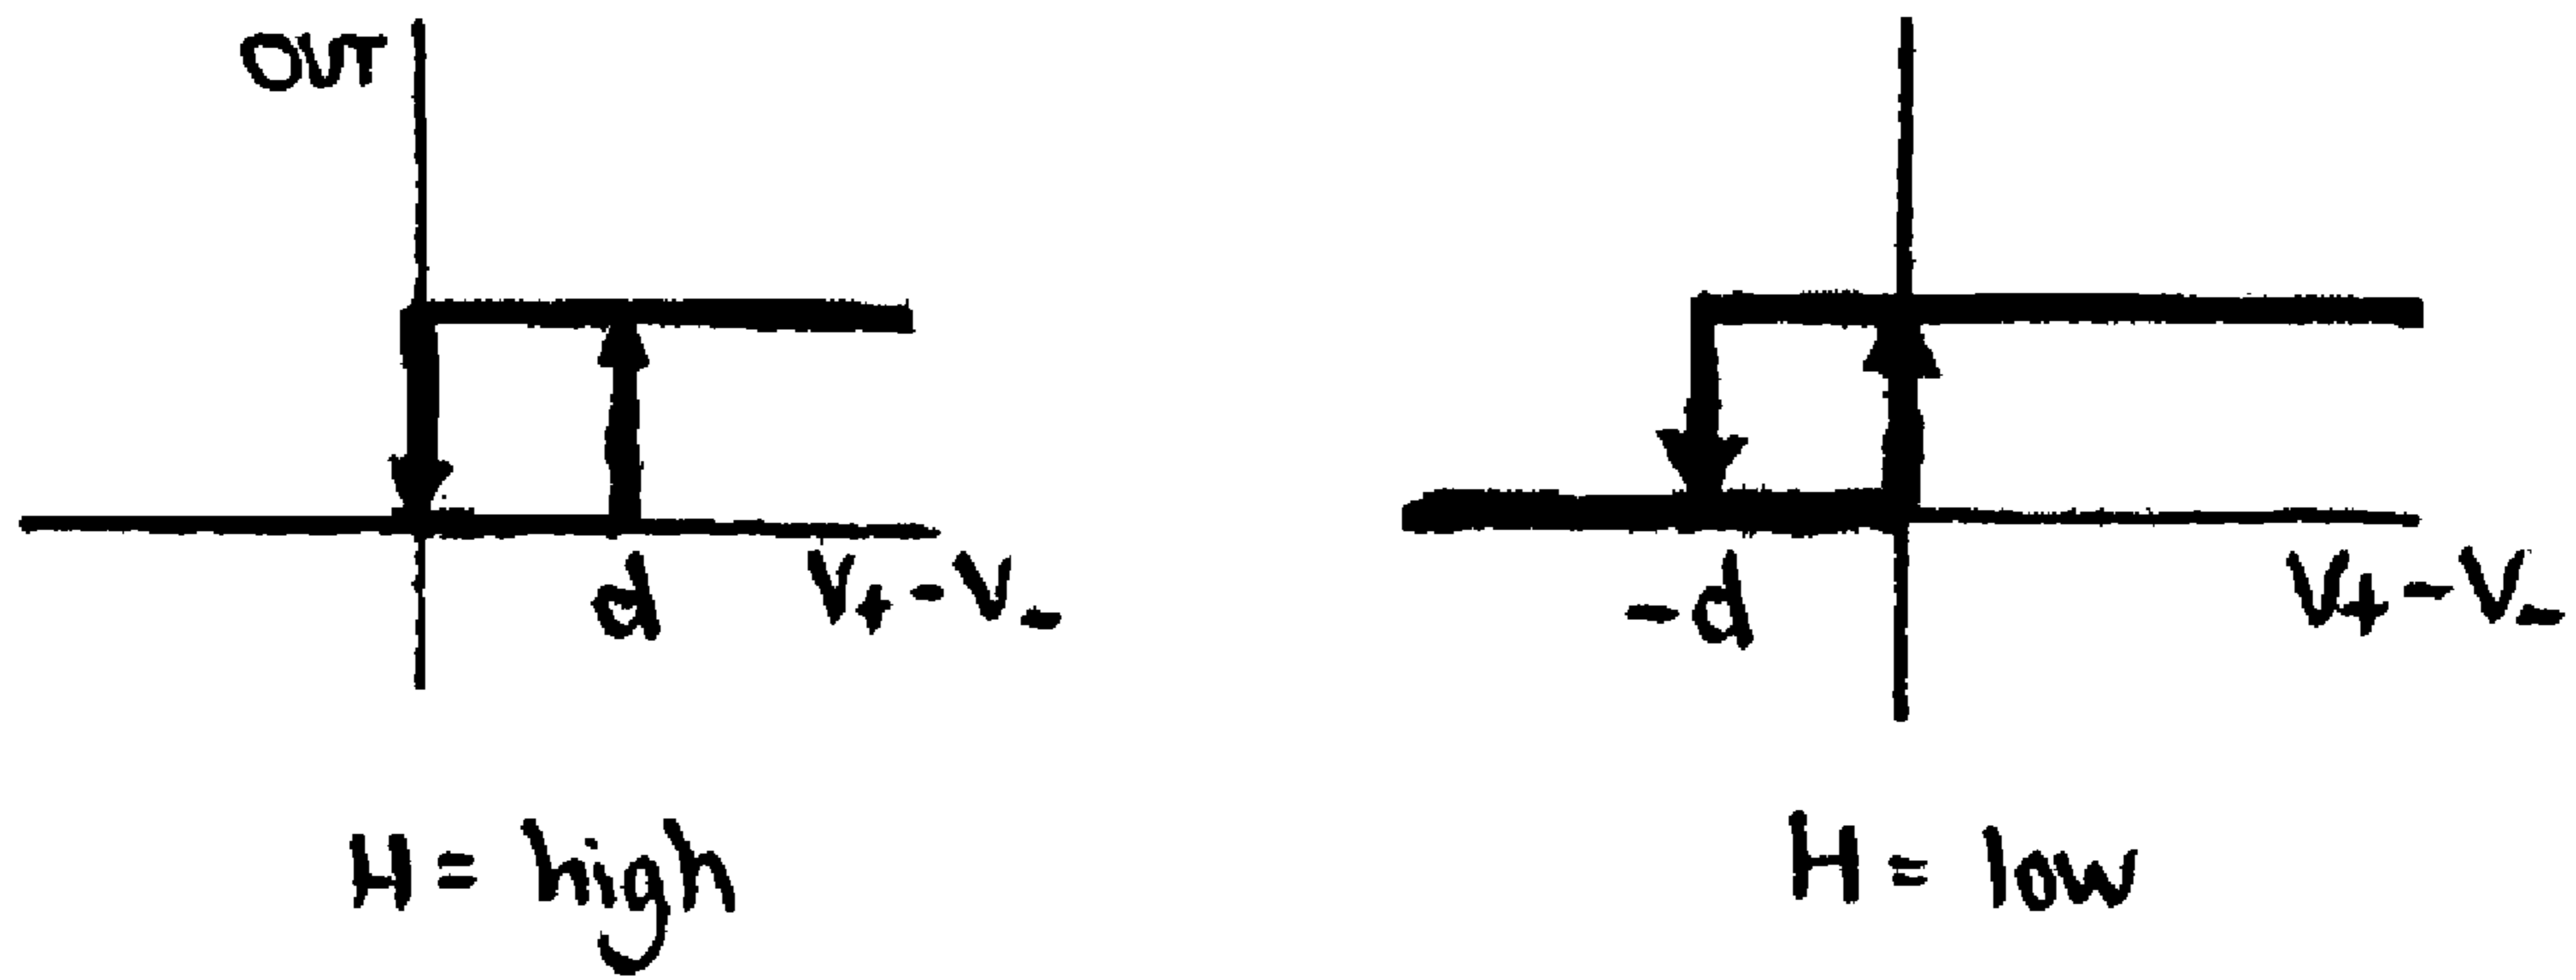 OUT
d V+-V-
-d V+-V-
H = high
H = low